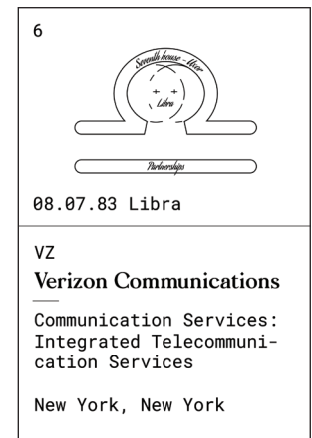 6
Seventh house - User
Libra
Partnerships
08.07.83 Libra
VZ
Verizon Communications
Communication Services:
Integrated Telecommuni-
cation Services
New York, New York